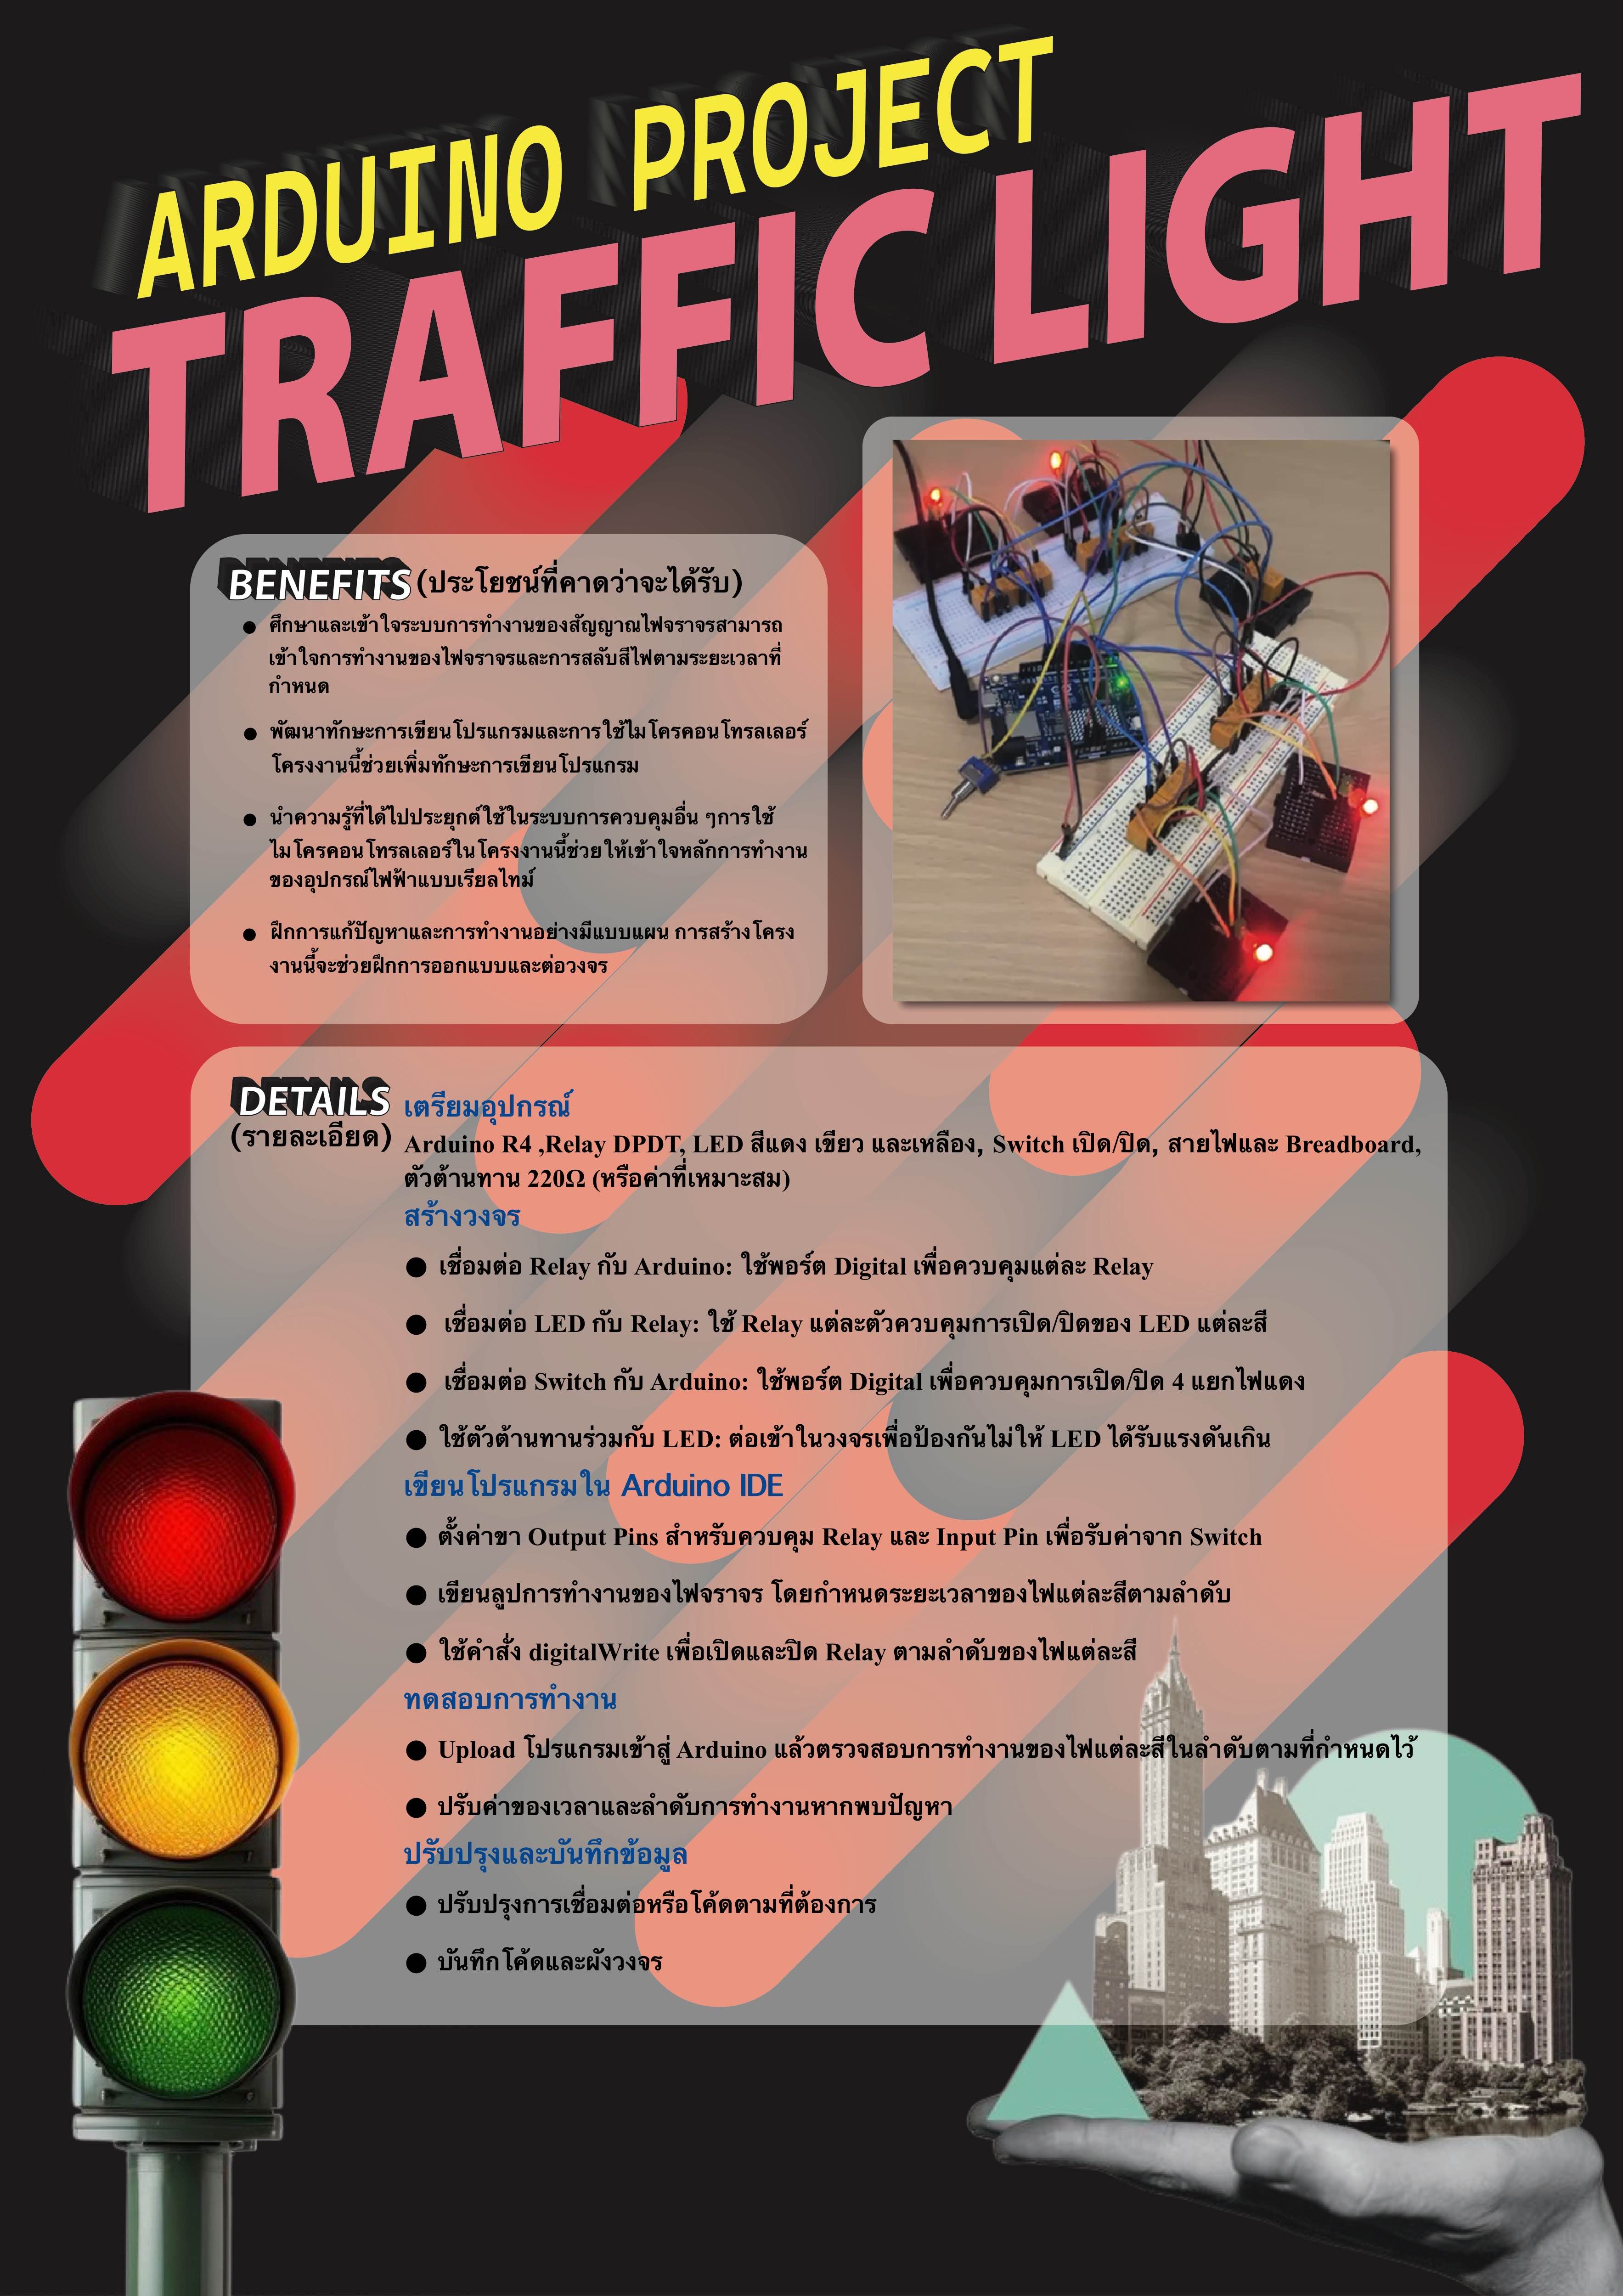 ARDUINO PROJECT
TRAFFIC LIGHT
BENEFITS (ประโยชน์ที่คาดว่าจะได้รับ)
● ศึกษาและเข้าใจระบบการทำงานของสัญญาณไฟจราจรสามารถ
เข้าใจการทำงานของไฟจราจรและการสลับสีไฟตามระยะเวลาที่
กำหนด
● พัฒนาทักษะการเขียนโปรแกรมและการใช้ไมโครคอนโทรลเลอร์
โครงงานนี้ช่วยเพิ่มทักษะการเขียนโปรแกรม
● นำความรู้ที่ได้ไปประยุกต์ใช้ในระบบการควบคุมอื่น ๆการใช้
ไมโครคอนโทรลเลอร์ในโครงงานนี้ช่วยให้เข้าใจหลักการทำงาน
ของอุปกรณ์ไฟฟ้าแบบเรียลไทม์
● ฝึกการแก้ปัญหาและการทำงานอย่างมีแบบแผน การสร้างโครง
งานนี้จะช่วยฝึกการออกแบบและต่อวงจร
DETAILS
(รายละเอียด)
เตรียมอุปกรณ์
Arduino R4 ,Relay DPDT, LED สีแดง เขียว และเหลือง, Switch เปิด/ปิด, สายไฟและ Breadboard,
ตัวต้านทาน 220Ω (หรือค่าที่เหมาะสม)
สร้างวงจร
● เชื่อมต่อ Relay กับ Arduino: ใช้พอร์ต Digital เพื่อควบคุมแต่ละ Relay
● เชื่อมต่อ LED กับ Relay: ใช้ Relay แต่ละตัวควบคุมการเปิด/ปิดของ LED แต่ละสี
● เชื่อมต่อ Switch กับ Arduino: ใช้พอร์ต Digital เพื่อควบคุมการเปิด/ปิด 4 แยกไฟแดง
● ใช้ตัวต้านทานร่วมกับ LED: ต่อเข้าในวงจรเพื่อป้องกันไม่ให้ LED ได้รับแรงดันเกิน
เขียนโปรแกรมใน Arduino IDE
● ตั้งค่าขา Output Pins สำหรับควบคุม Relay และ Input Pin เพื่อรับค่าจาก Switch
● เขียนลูปการทำงานของไฟจราจร โดยกำหนดระยะเวลาของไฟแต่ละสีตามลำดับ
● ใช้คำสั่ง digitalWrite เพื่อเปิดและปิด Relay ตามลำดับของไฟแต่ละสี
ทดสอบการทำงาน
● Upload โปรแกรมเข้าสู่ Arduino แล้วตรวจสอบการทำงานของไฟแต่ละสีในลำดับตามที่กำหนดไว้
● ปรับค่าของเวลาและลำดับการทำงานหากพบปัญหา
ปรับปรุงและบันทึกข้อมูล
● ปรับปรุงการเชื่อมต่อหรือโค้ดตามที่ต้องการ
● บันทึกโค้ดและผังวงจร